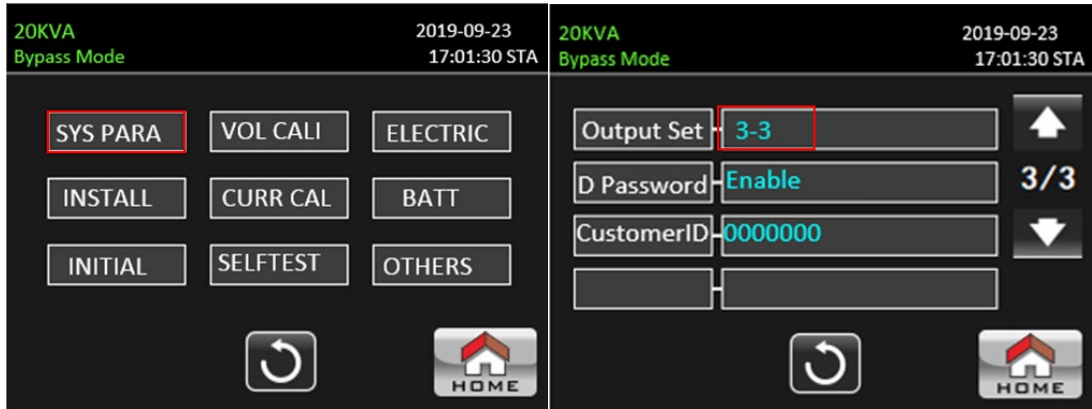 20KVA
2019-09-23
Bypass Mode
17:01:30 STA
SYS PARA
VOL CALI
ELECTRIC
INSTALL
CURR CAL
BATT
INITIAL
SELFTEST
OTHERS
HOME
20KVA
2019-09-23
Bypass Mode
17:01:30 STA
Output Set
3-3
D Password
Enable
3/3
CustomerID
0000000
HOME